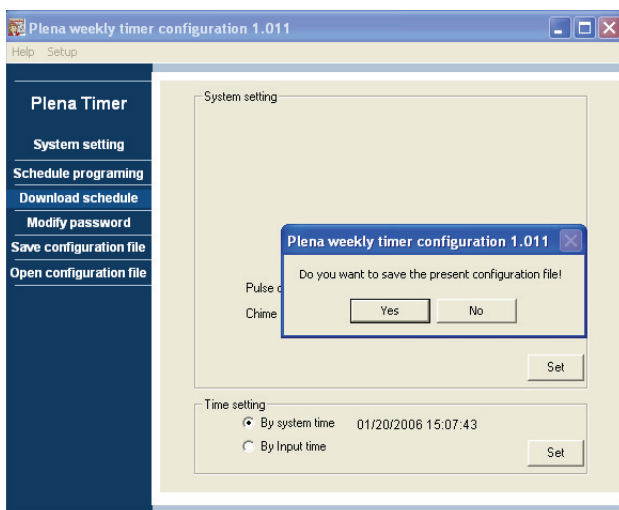 Plena weekly timer configuration 1.011
Help Setup
Plena Timer
System setting
Schedule programing
Download schedule
Modify password
Save configuration file
Open configuration file
System setting
Plena weekly timer configuration 1.011
Do you want to save the present configuration file!
Yes No
Pulse
Chime
Set
Time setting
By system time 01/20/2006 15:07:43
By Input time
Set